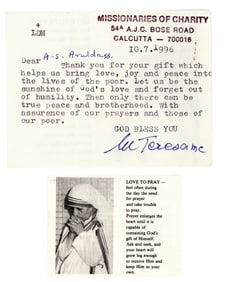 +
LDM
MISSIONARIES OF CHARITY
54A A.J.C. BOSE ROAD
CALCUTTA - 700016
10.7.1996
Dear A.S. Aruldass.
Thank you for your gift which
helps us bring love, joy and peace into
the lives of the poor. Let us be the
sunshine of God's love and forget out
of humility. Then only there can be
true peace and brotherhood. With
assurance of our prayers and those of
our poor.
GOD BLESS YOU
M Teresa mc
LOVE TO PRAY —
feel often during
the day the need
for prayer
and take trouble
to pray.
Prayer enlarges the
heart until it is
capable of
containing God's
gift of Himself.
Ask and seek, and
your heart will
grow big enough
to receive Him and
keep Him as your
own.